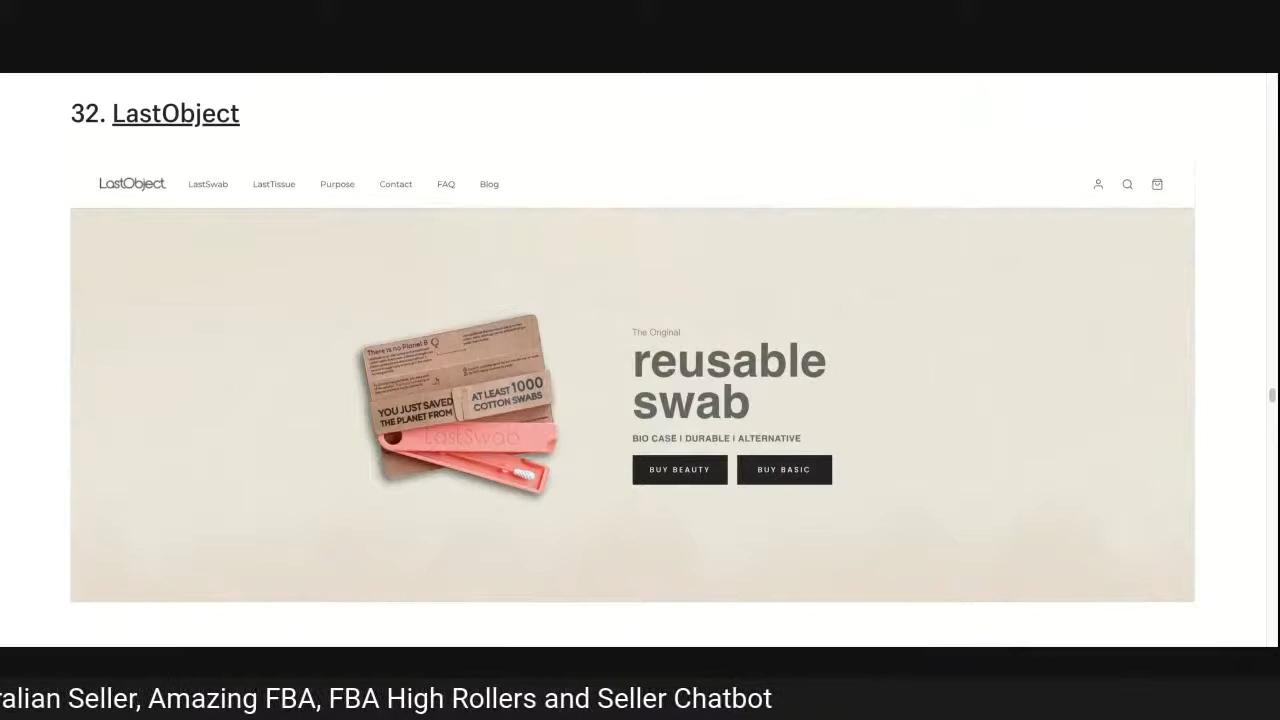 32. LastObject
LastObject LastSwab LastTissue Purpose Contact FAQ Blog
There is no Planet B
YOU JUST SAVED
THE PLANET FROM
AT LEAST 1000
COTTON SWABS
LastSwab
The Original
reusable
swab
BIO CASE | DURABLE | ALTERNATIVE
BUY BEAUTY BUY BASIC
ralian Seller, Amazing FBA, FBA High Rollers and Seller Chatbot